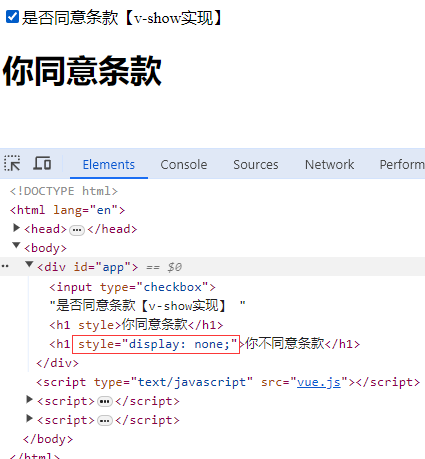 是否同意条款【v-show实现】
你同意条款
Elements Console Sources Network Perform
<!DOCTYPE html>
<html lang="en">
<head> ••• </head>
<body>
<div id="app"> == $0
<input type="checkbox">
"是否同意条款【v-show实现】 "
<h1 style>你同意条款</h1>
<h1 style="display: none;">你不同意条款</h1>
</div>
<script type="text/javascript" src="vue.js"></script>
<script> ••• </script>
<script> ••• </script>
</body>
</html>